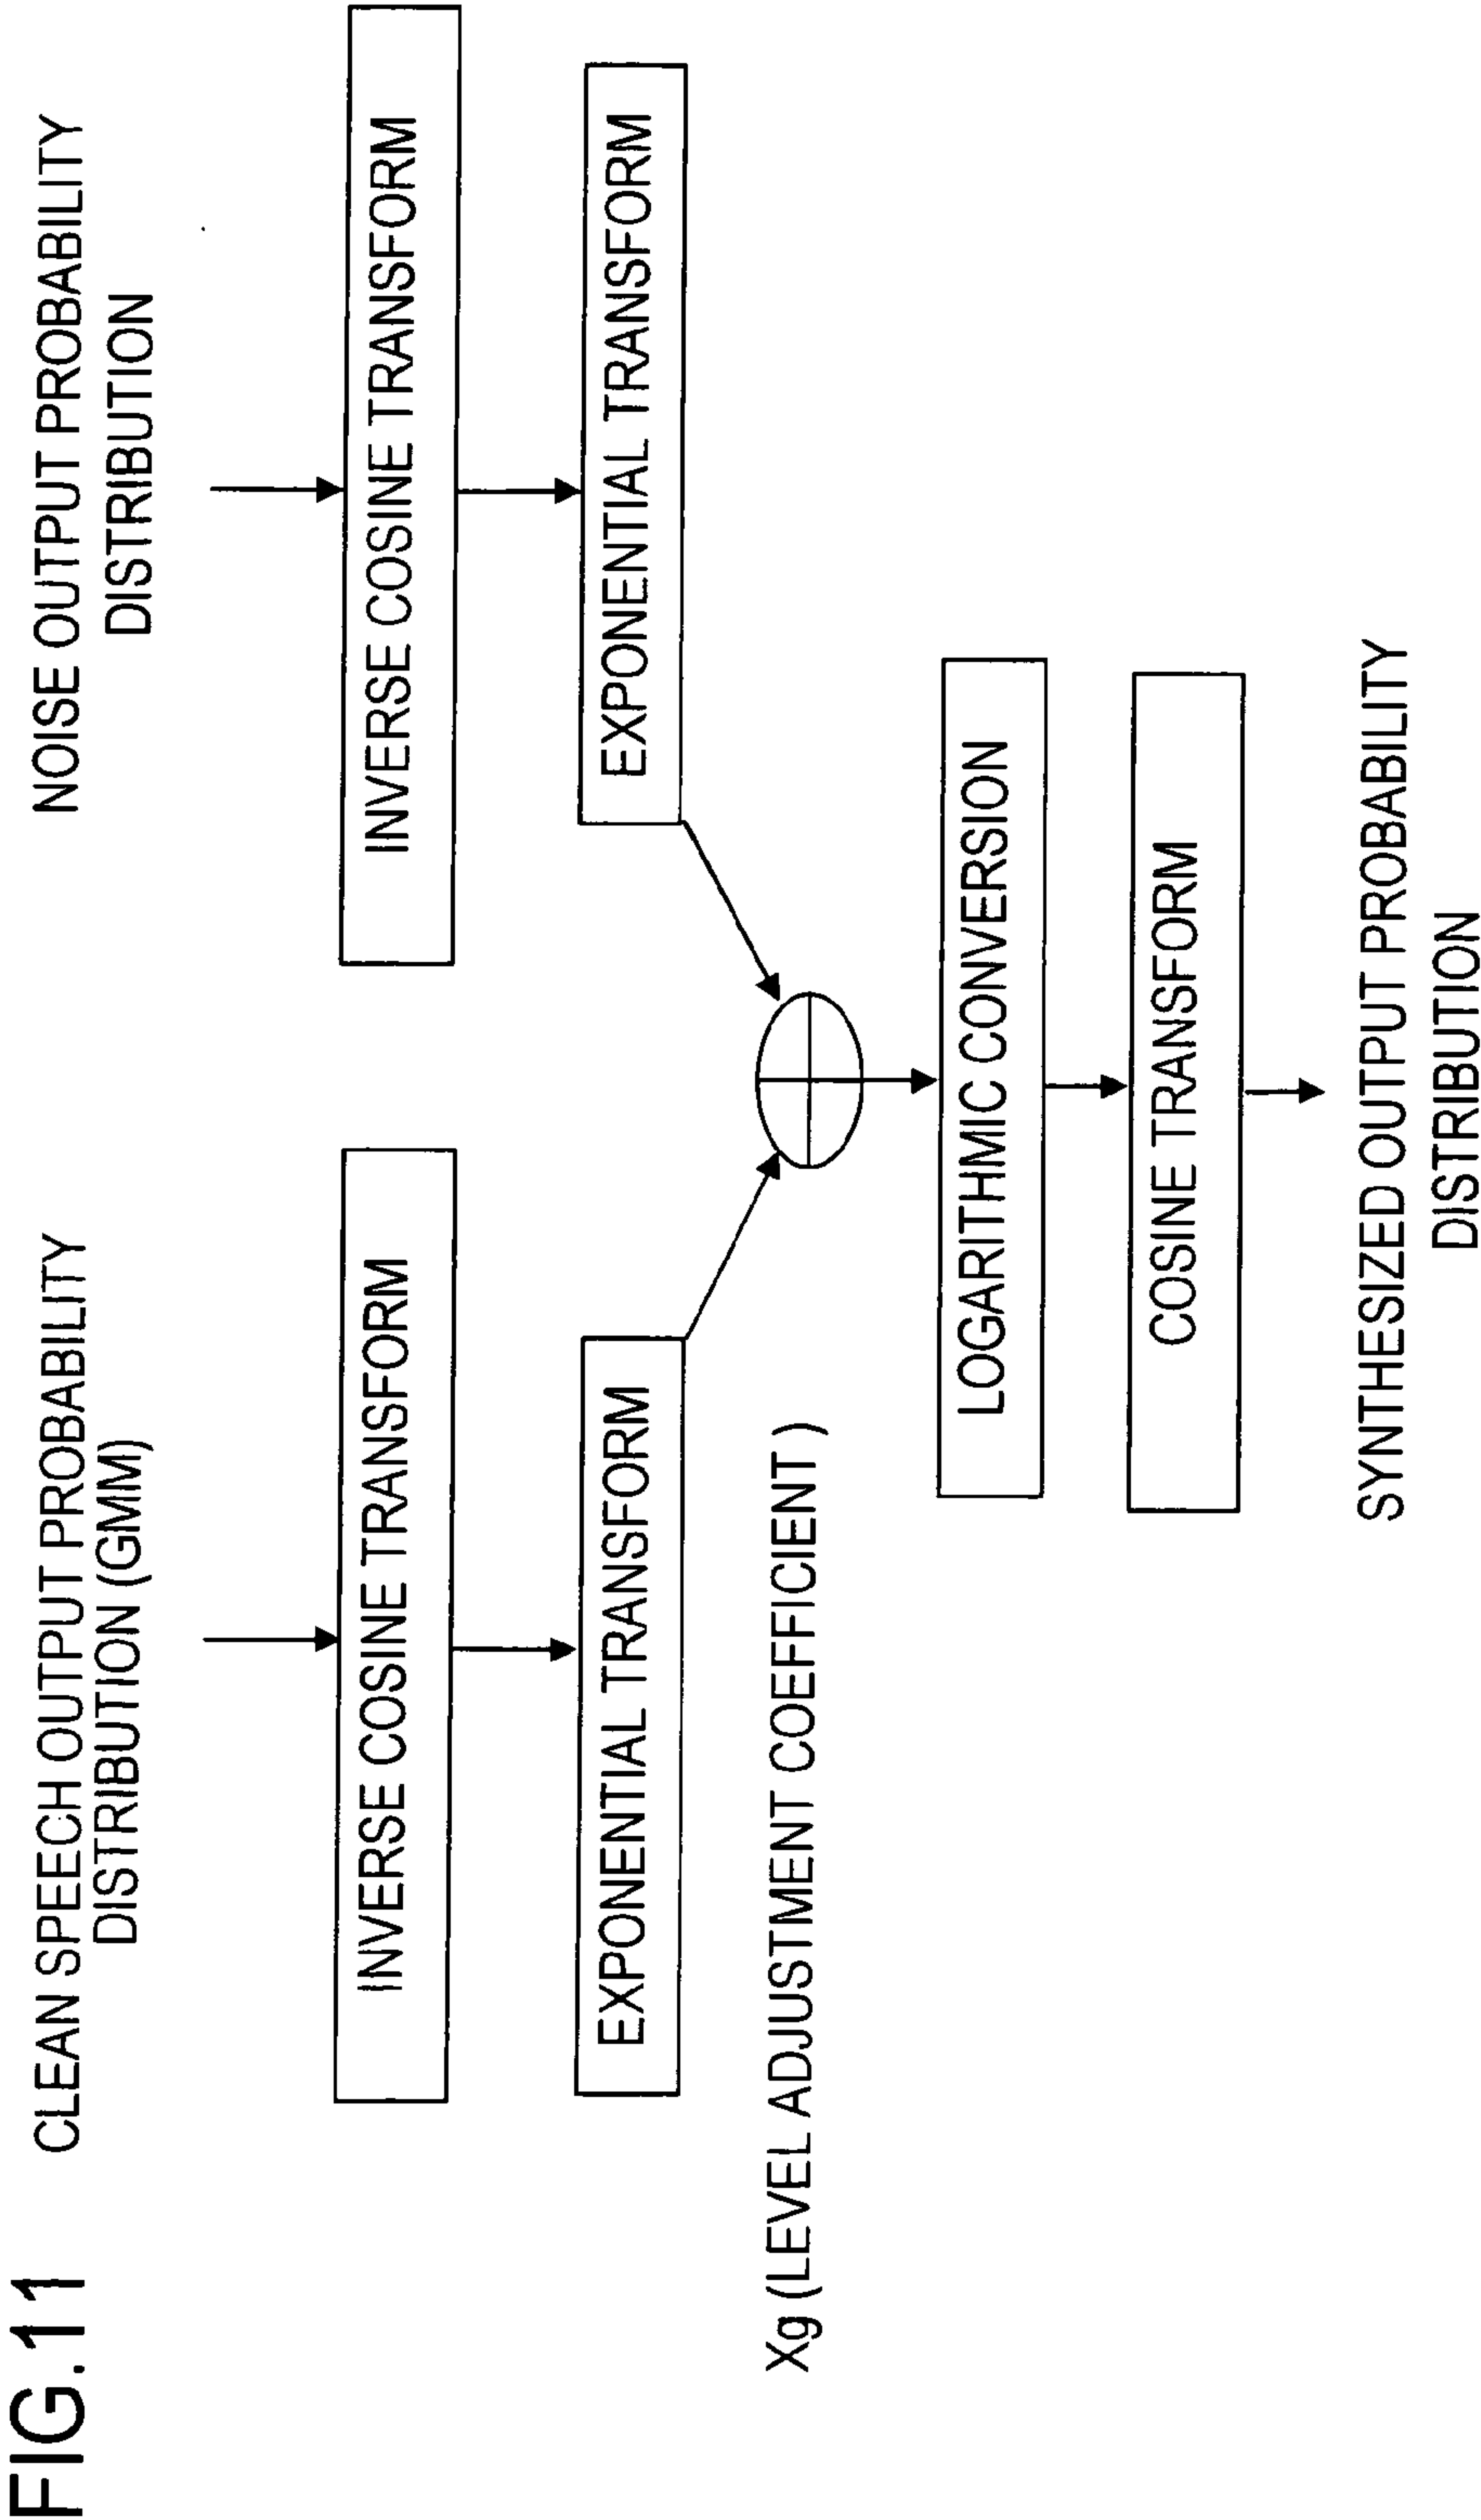 FIG.11
CLEAN SPEECH OUTPUT PROBABILITY
DISTRIBUTION (GMM)
NOISE OUTPUT PROBABILITY
DISTRIBUTION
INVERSE COSINE TRANSFORM
INVERSE COSINE TRANSFORM
EXPONENTIAL TRANSFORM
EXPONENTIAL TRANSFORM
Xg (LEVEL ADJUSTMENT COEFFICIENT )
LOGARITHMIC CONVERSION
COSINE TRANSFORM
SYNTHESIZED OUTPUT PROBABILITY
DISTRIBUTION